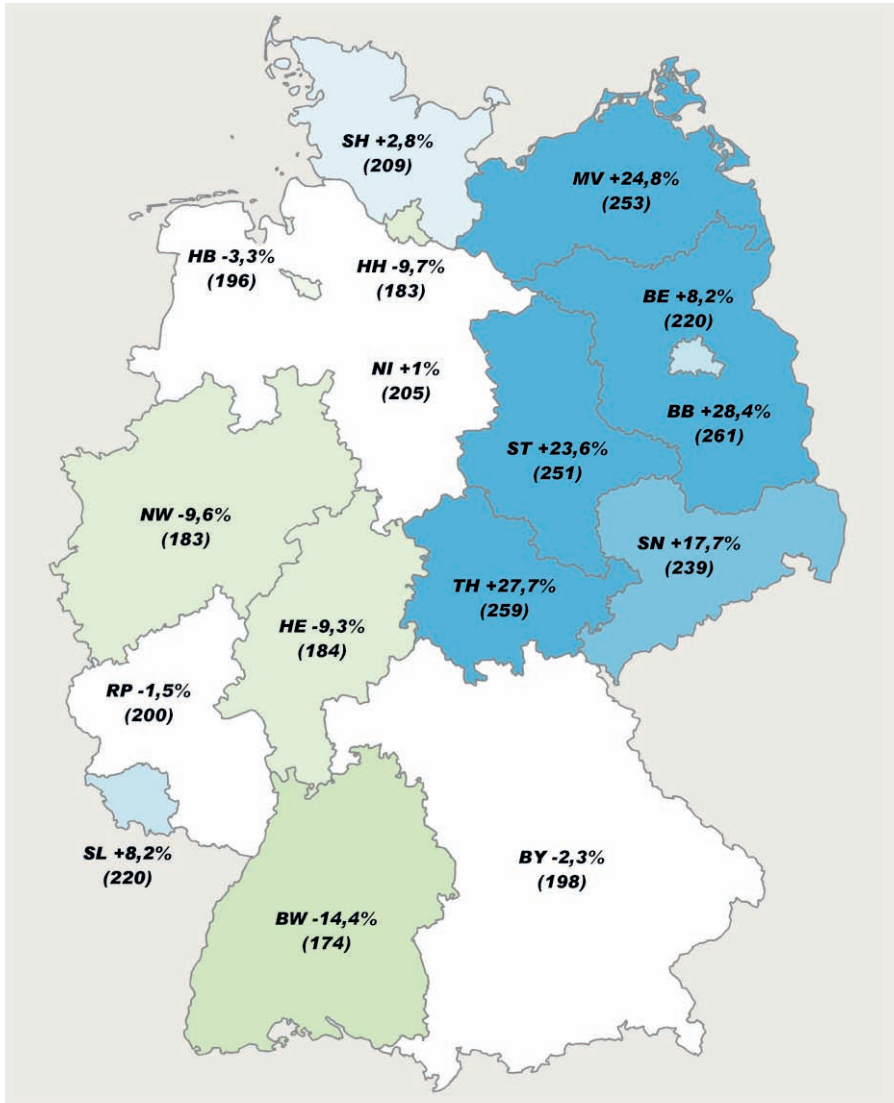 SH +2,8%
(209)
MV +24,8%
(253)
HB -3,3%
(196)
HH -9,7%
(183)
BE +8,2%
(220)
NI +1%
(205)
BB +28,4%
(261)
ST +23,6%
(251)
NW -9,6%
(183)
SN +17,7%
(239)
TH +27,7%
(259)
HE -9,3%
(184)
RP -1,5%
(200)
SL +8,2%
(220)
BY -2,3%
(198)
BW -14,4%
(174)